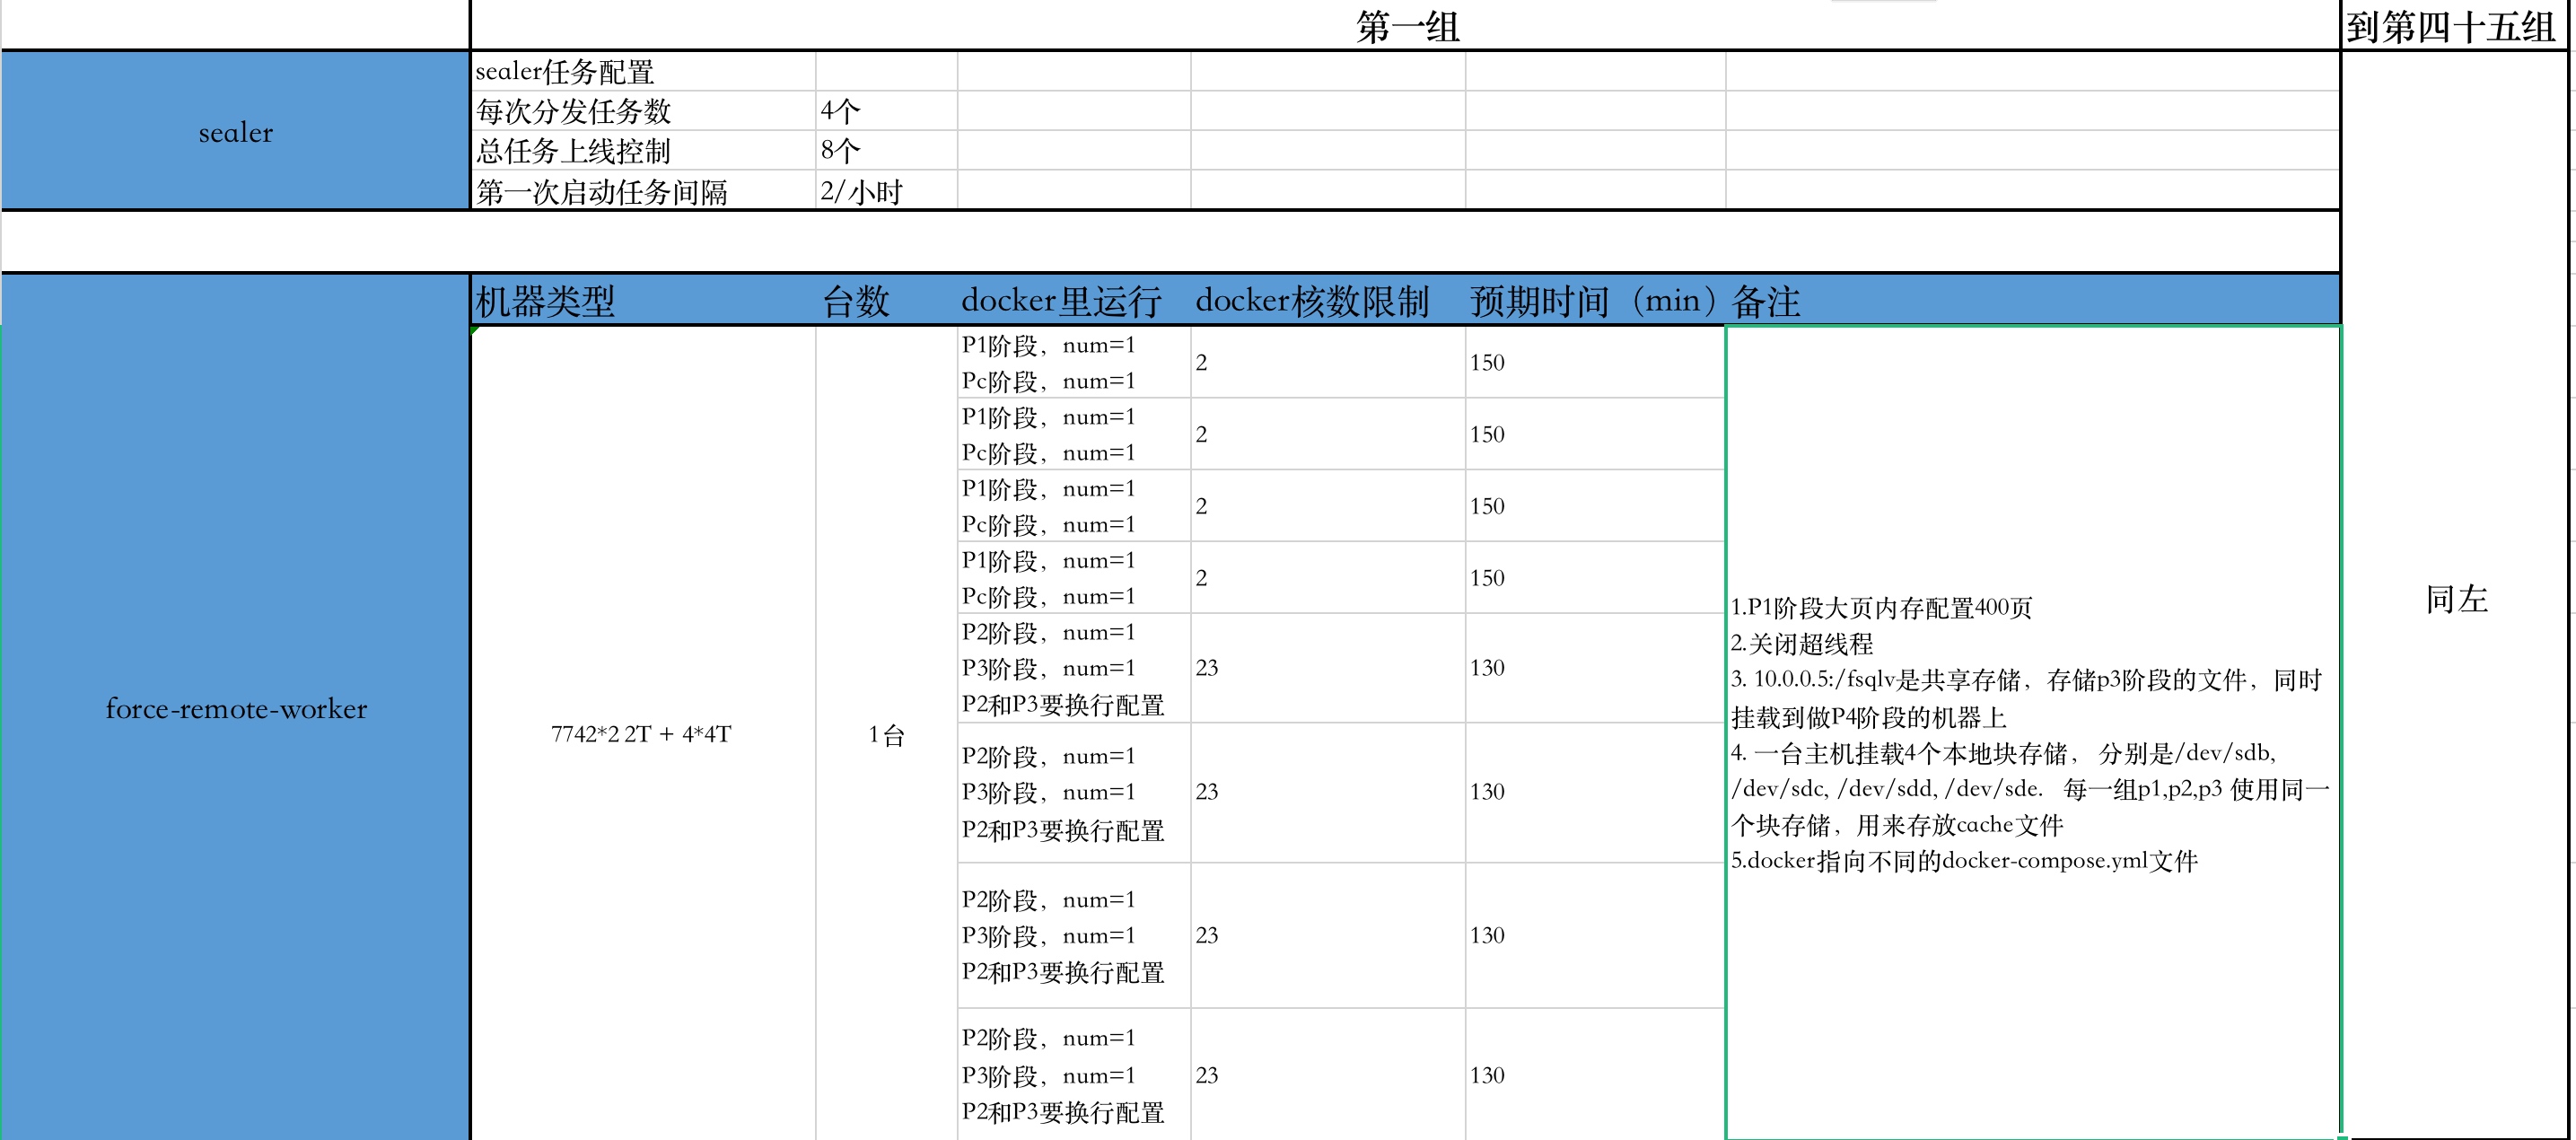 第一组
到第四十五组
sealer
sealer任务配置
每次分发任务数 4个
总任务上线控制 8个
第一次启动任务间隔 2/小时
机器类型 台数 docker里运行 docker核数限制 预期时间（min） 备注
force-remote-worker
7742*2 2T + 4*4T
1台
P1阶段，num=1
Pc阶段，num=1
2 150
P1阶段，num=1
Pc阶段，num=1
2 150
P1阶段，num=1
Pc阶段，num=1
2 150
P1阶段，num=1
Pc阶段，num=1
2 150
P2阶段，num=1
P3阶段，num=1
P2和P3要换行配置
23 130
P2阶段，num=1
P3阶段，num=1
P2和P3要换行配置
23 130
P2阶段，num=1
P3阶段，num=1
P2和P3要换行配置
23 130
P2阶段，num=1
P3阶段，num=1
P2和P3要换行配置
23 130
1.P1阶段大页内存配置400页
2.关闭超线程
3. 10.0.0.5:/fsqlv是共享存储，存储p3阶段的文件，同时
挂载到做P4阶段的机器上
4. 一台主机挂载4个本地块存储， 分别是/dev/sdb,
/dev/sdc, /dev/sdd, /dev/sde. 每一组p1,p2,p3 使用同一
个块存储，用来存放cache文件
5.docker指向不同的docker-compose.yml文件
同左